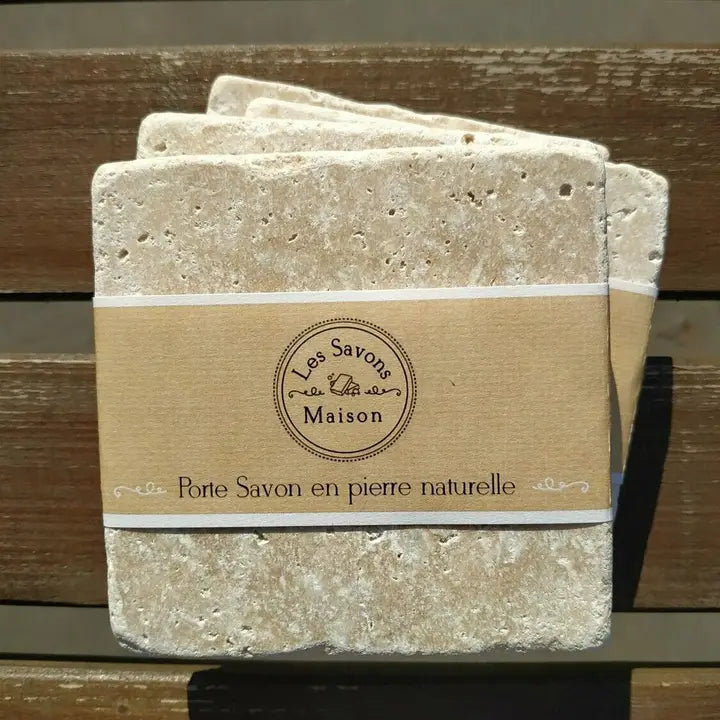 Les Savons
Maison
Porte Savon en pierre naturelle